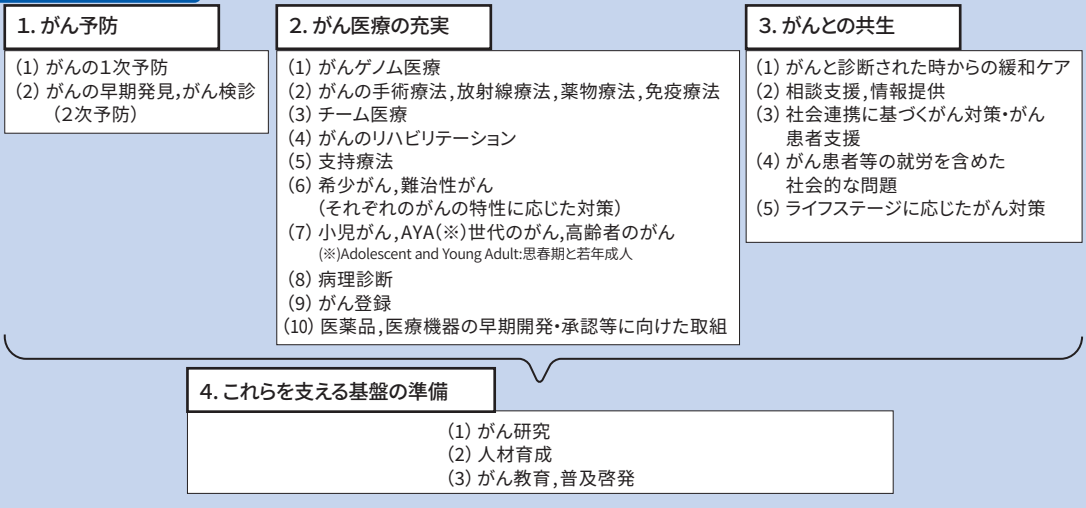 1. がん予防
(1) がんの1次予防
(2) がんの早期発見,がん検診
(2次予防)
2. がん医療の充実
(1) がんゲノム医療
(2) がんの手術療法,放射線療法,薬物療法,免疫療法
(3) チーム医療
(4) がんのリハビリテーション
(5) 支持療法
(6) 希少がん,難治性がん
(それぞれのがんの特性に応じた対策)
(7) 小児がん,AYA(※)世代のがん,高齢者のがん
(※)Adolescent and Young Adult:思春期と若年成人
(8) 病理診断
(9) がん登録
(10) 医薬品,医療機器の早期開発・承認等に向けた取組
3. がんとの共生
(1) がんと診断された時からの緩和ケア
(2) 相談支援,情報提供
(3) 社会連携に基づくがん対策・がん
患者支援
(4) がん患者等の就労を含めた
社会的な問題
(5) ライフステージに応じたがん対策
4. これらを支える基盤の準備
(1) がん研究
(2) 人材育成
(3) がん教育,普及啓発